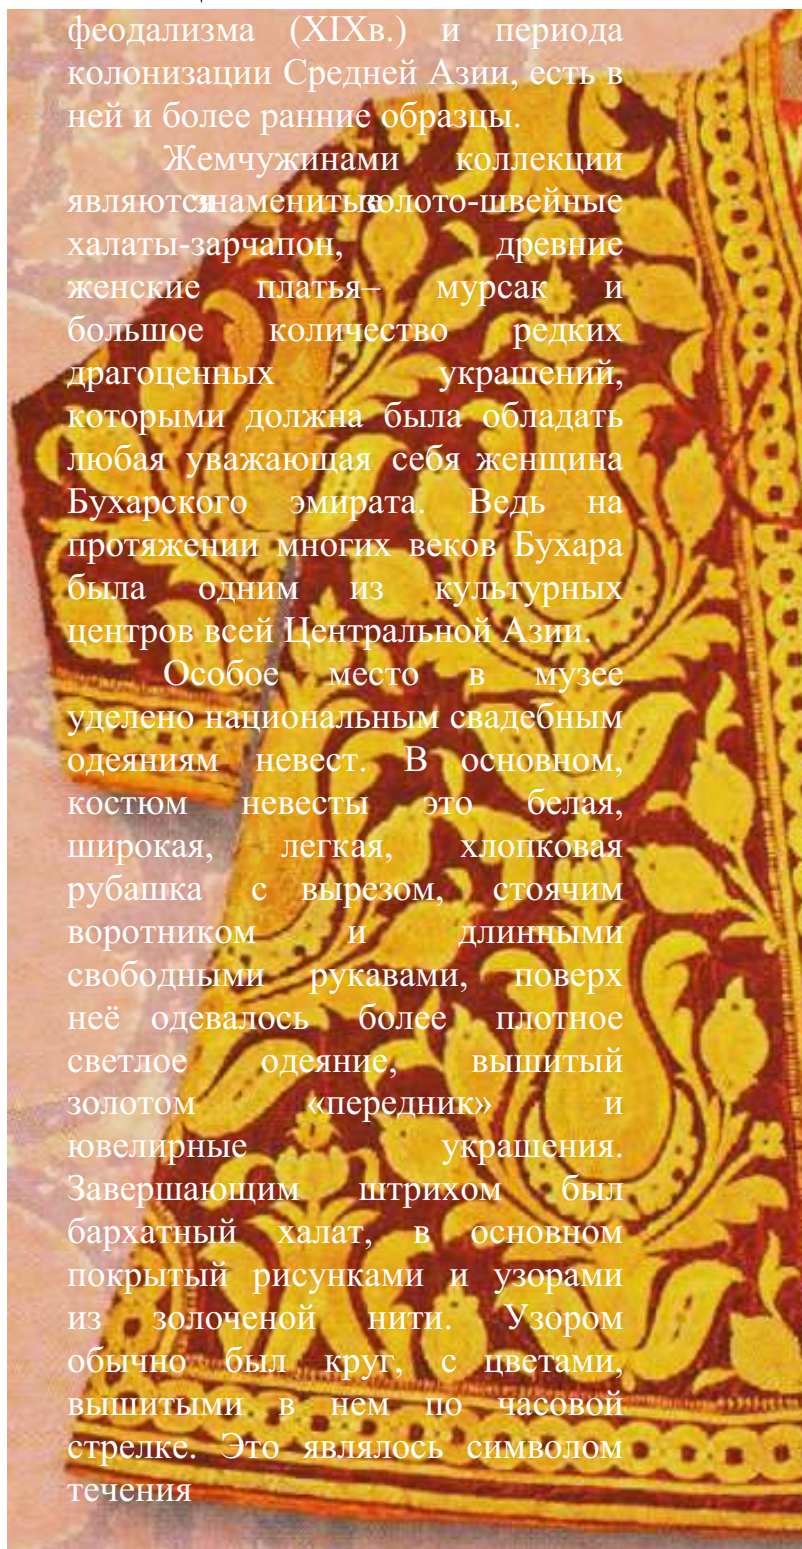 феодализма (XIXв.) и периода
колонизации Средней Азии, есть в
ней и более ранние образцы.
Жемчужинами коллекции
являются знаменитые золото-швейные
халаты-зарчапон, древние
женские платья– мурсак и
большое количество редких
драгоценных украшений,
которыми должна была обладать
любая уважающая себя женщина
Бухарского эмирата. Ведь на
протяжении многих веков Бухара
была одним из культурных
центров всей Центральной Азии.
Особое место в музее
уделено национальным свадебным
одеяниям невест. В основном,
костюм невесты это белая,
широкая, легкая, хлопковая
рубашка с вырезом, стоячим
воротником и длинными
свободными рукавами, поверх
неё одевалось более плотное
светлое одеяние, вышитый
золотом «передник» и
ювелирные украшения.
Завершающим штрихом был
бархатный халат, в основном
покрытый рисунками и узорами
из золоченой нити. Узором
обычно был круг, с цветами,
вышитыми в нем по часовой
стрелке. Это являлось символом
течения